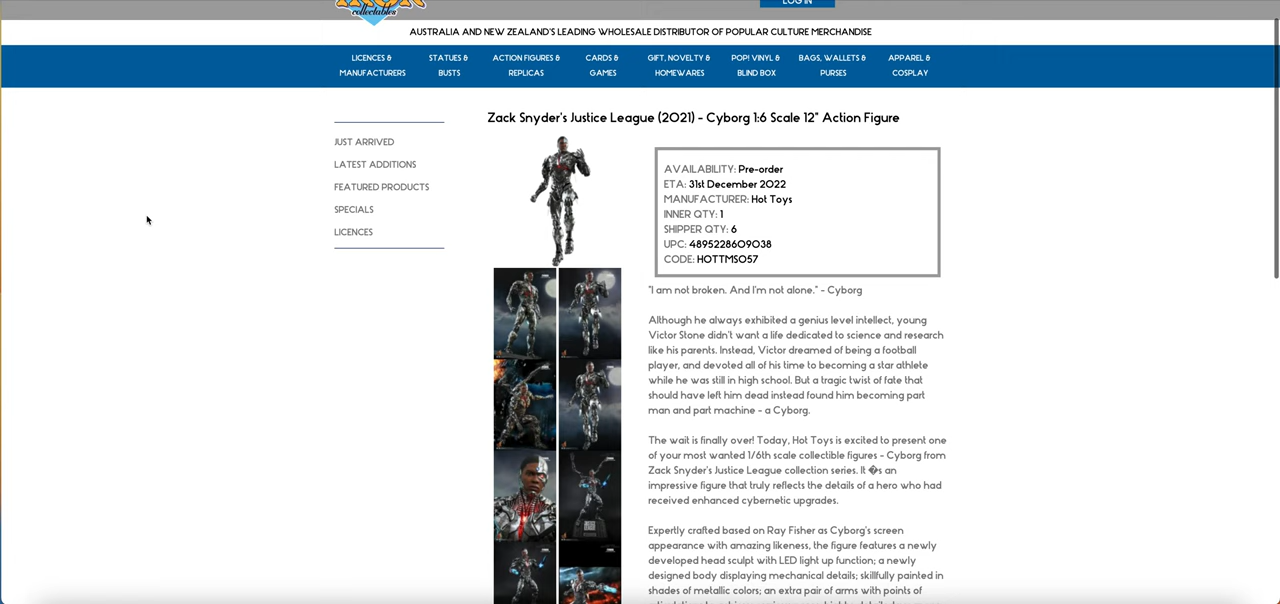 collectables
LOG IN
AUSTRALIA AND NEW ZEALAND'S LEADING WHOLESALE DISTRIBUTOR OF POPULAR CULTURE MERCHANDISE
LICENCES & MANUFACTURERS
STATUES & BUSTS
ACTION FIGURES & REPLICAS
CARDS & GAMES
GIFT, NOVELTY & HOMEWARES
POP! VINYL & BLIND BOX
BAGS, WALLETS & PURSES
APPAREL & COSPLAY
JUST ARRIVED
LATEST ADDITIONS
FEATURED PRODUCTS
SPECIALS
LICENCES
Zack Snyder's Justice League (2021) - Cyborg 1:6 Scale 12" Action Figure
AVAILABILITY: Pre-order
ETA: 31st December 2022
MANUFACTURER: Hot Toys
INNER QTY: 1
SHIPPER QTY: 6
UPC: 4895228609038
CODE: HOTTMS057
"I am not broken. And I'm not alone." - Cyborg
Although he always exhibited a genius level intellect, young
Victor Stone didn't want a life dedicated to science and research
like his parents. Instead, Victor dreamed of being a football
player, and devoted all of his time to becoming a star athlete
while he was still in high school. But a tragic twist of fate that
should have left him dead instead found him becoming part
man and part machine - a Cyborg.
The wait is finally over! Today, Hot Toys is excited to present one
of your most wanted 1/6th scale collectible figures - Cyborg from
Zack Snyder's Justice League collection series. It �s an
impressive figure that truly reflects the details of a hero who had
received enhanced cybernetic upgrades.
Expertly crafted based on Ray Fisher as Cyborg's screen
appearance with amazing likeness, the figure features a newly
developed head sculpt with LED light up function; a newly
designed body displaying mechanical details; skillfully painted in
shades of metallic colors; an extra pair of arms with points of